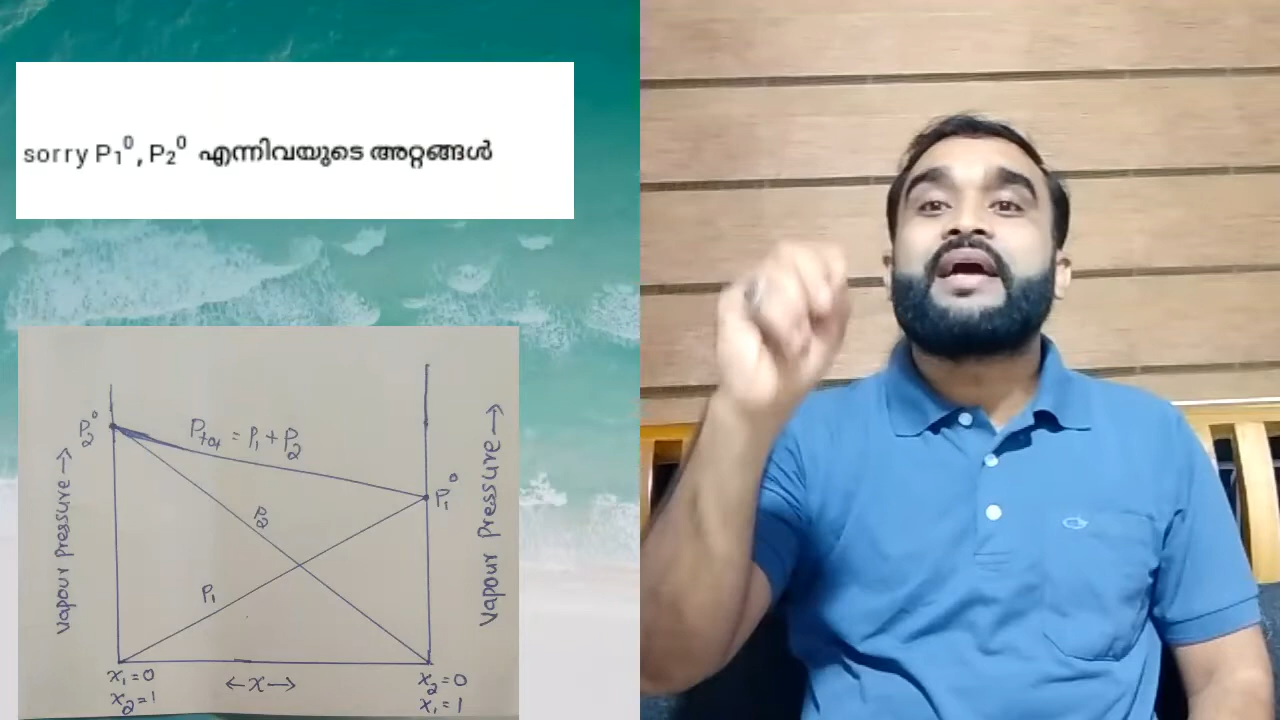 sorry P₁⁰, P₂⁰ എന്നിവയുടെ അറ്റങ്ങൾ
P₂⁰
Ptot = P₁ + P₂
P₁⁰
P₂
P₁
Vapour pressure →
Vapour Pressure →
x₁ = 0
x₂ = 1
← x →
x₂ = 0
x₁ = 1